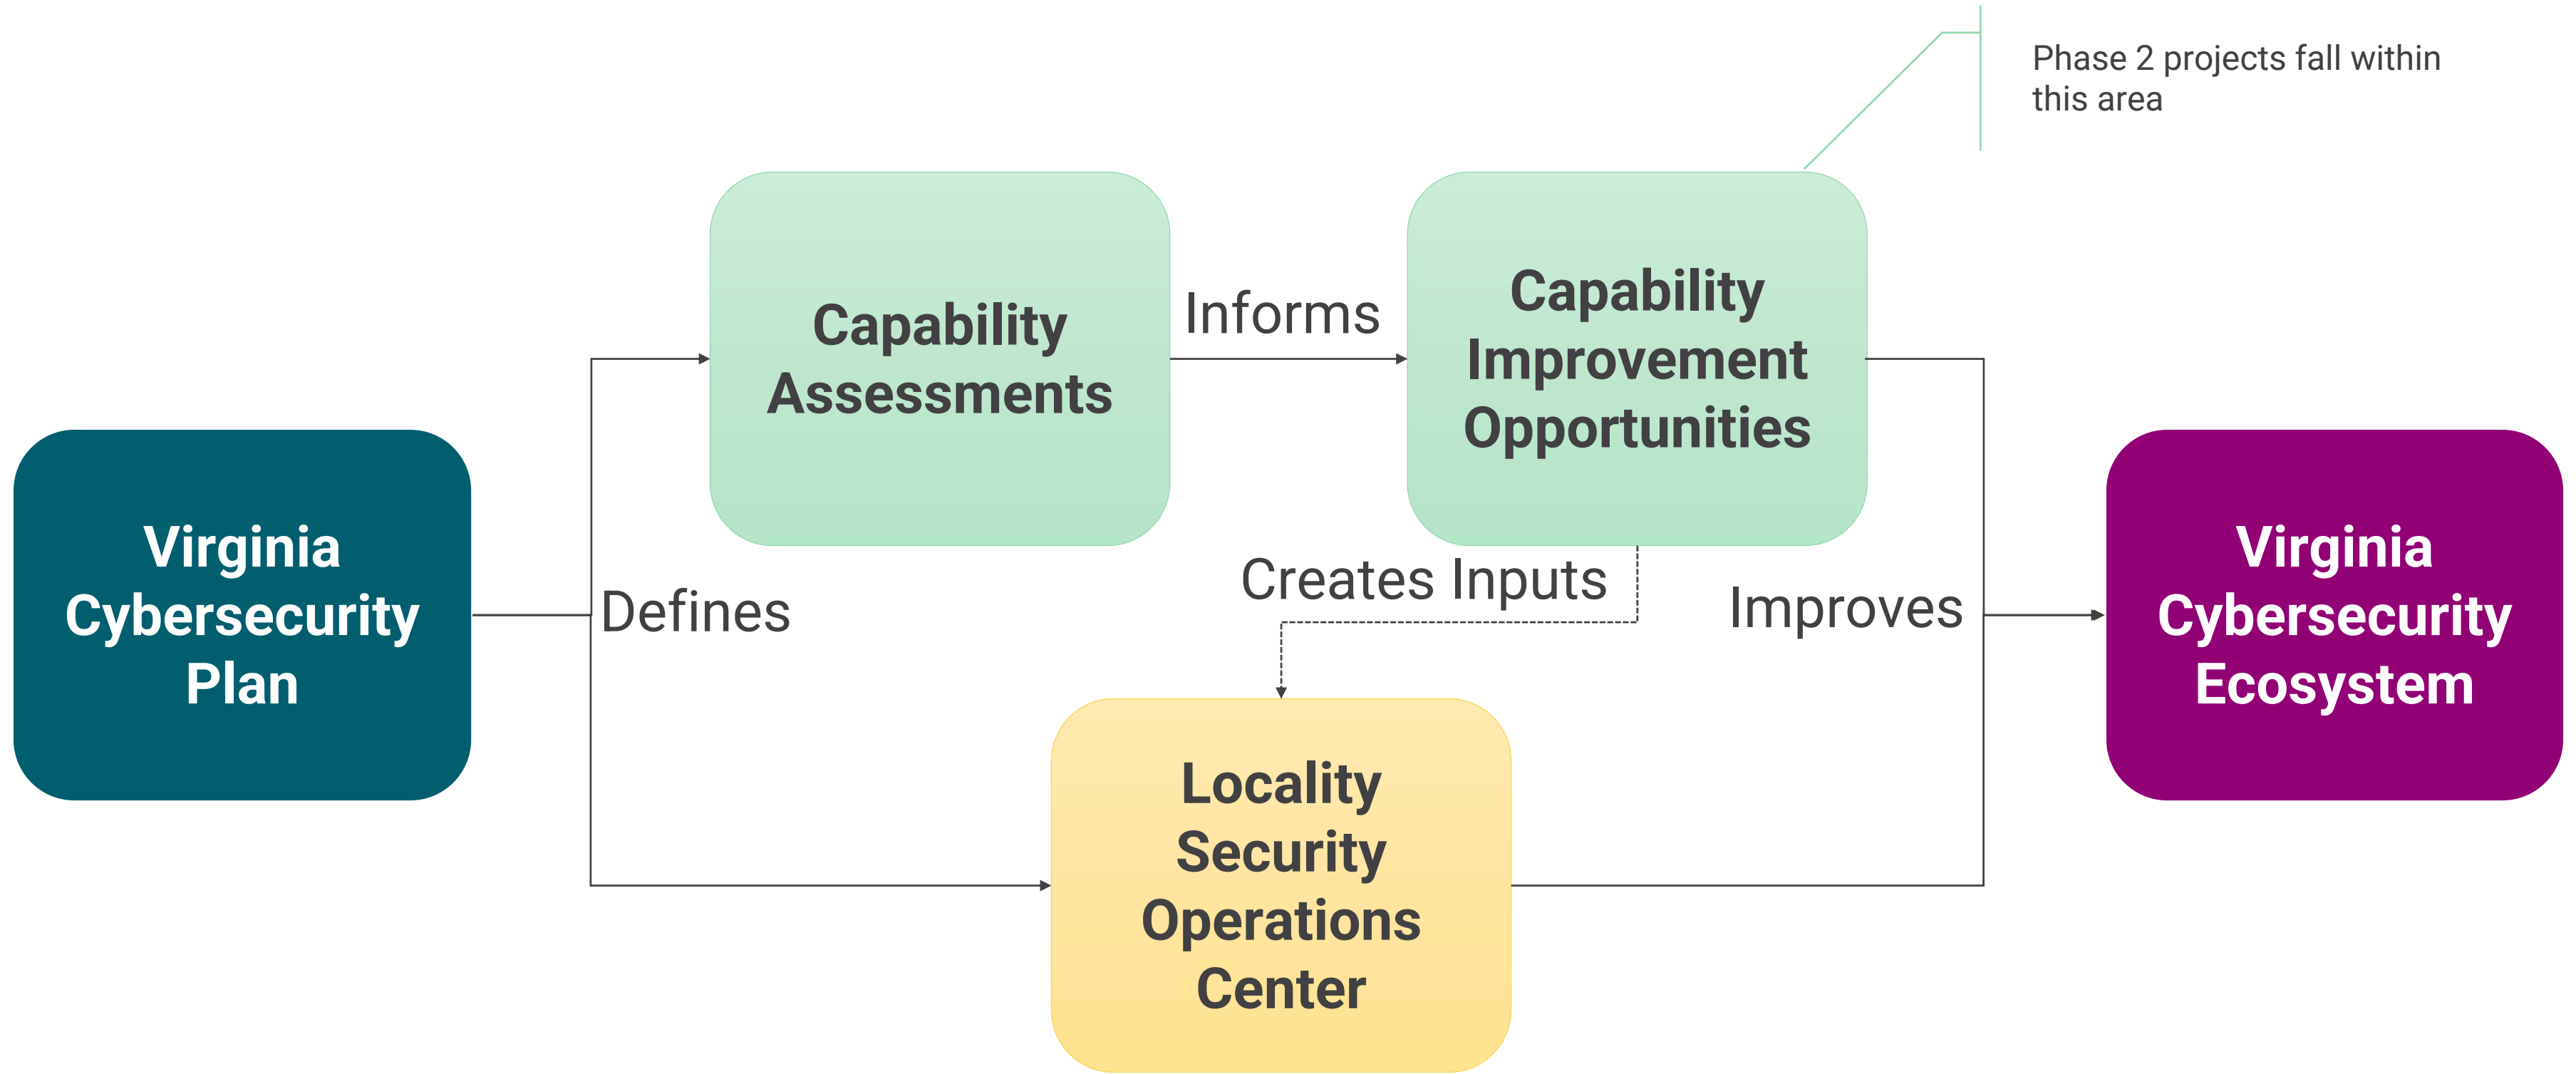 Phase 2 projects fall within
this area
Capability
Assessments
Informs
Capability
Improvement
Opportunities
Virginia
Cybersecurity
Plan
Defines
Creates Inputs
Improves
Virginia
Cybersecurity
Ecosystem
Locality
Security
Operations
Center